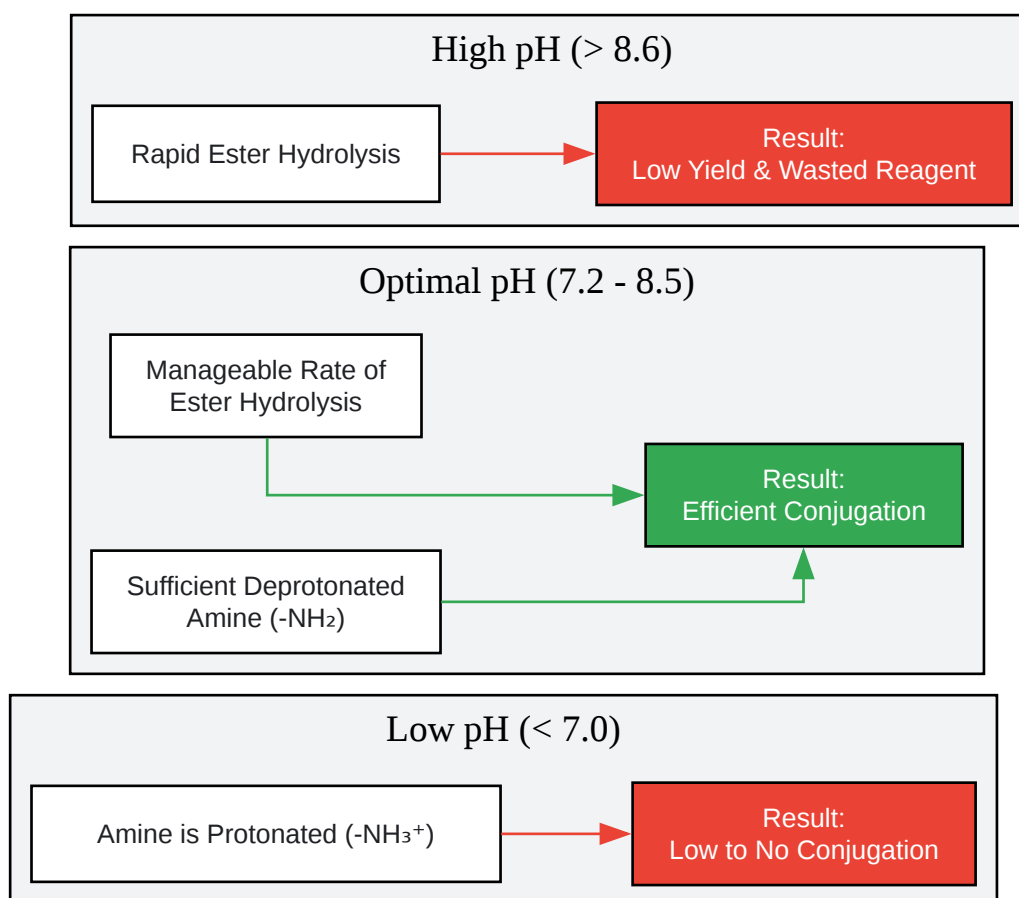 High pH (> 8.6)
Rapid Ester Hydrolysis
Result:
Low Yield & Wasted Reagent
Optimal pH (7.2 - 8.5)
Manageable Rate of
Ester Hydrolysis
Result:
Efficient Conjugation
Sufficient Deprotonated
Amine (-NH₂)
Low pH (< 7.0)
Amine is Protonated (-NH₃⁺)
Result:
Low to No Conjugation